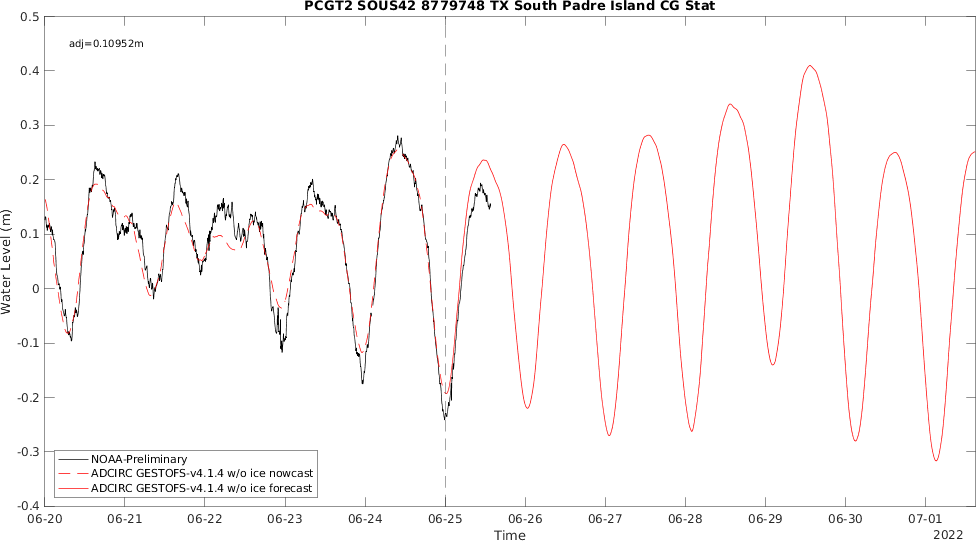 PCGT2 SOUS42 8779748 TX South Padre Island CG Stat
0.5
adj=0.10952m
0.4
0.3
0.2
0.1
0
-0.1
-0.2
-0.3
-0.4
Water Level (m)
NOAA-Preliminary
ADCIRC GESTOFS-v4.1.4 w/o ice nowcast
ADCIRC GESTOFS-v4.1.4 w/o ice forecast
06-20 06-21 06-22 06-23 06-24 06-25 06-26 06-27 06-28 06-29 06-30 07-01
Time
2022